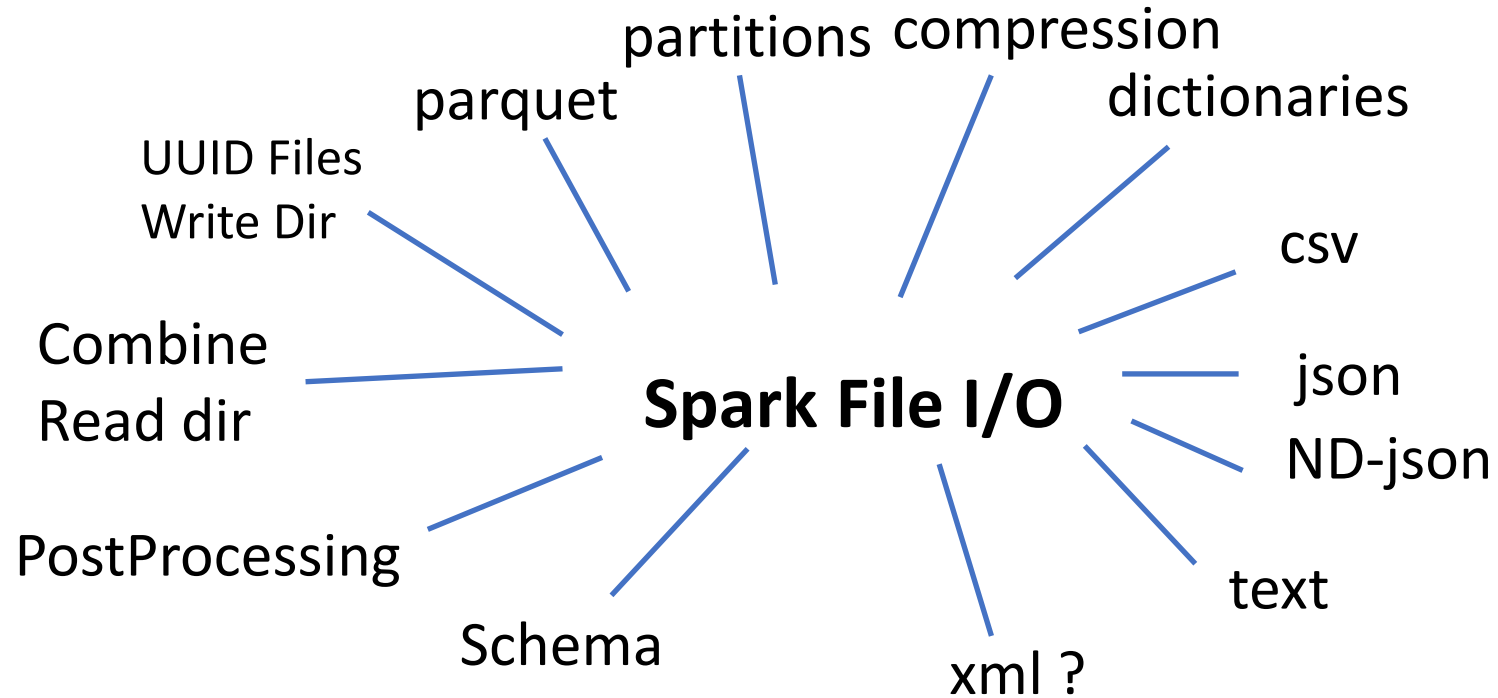 partitions
compression
parquet
dictionaries
UUID Files
Write Dir
csv
Combine
Read dir
Spark File I/O
json
ND-json
PostProcessing
text
Schema
xml ?